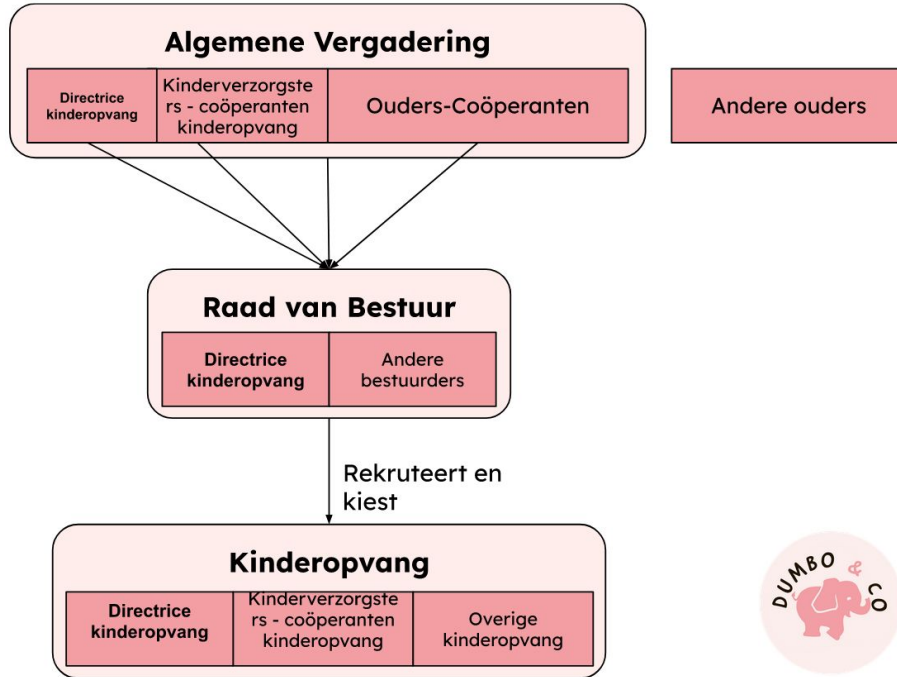 Algemene Vergadering
Directrice
kinderopvang
Kinderverzorgste
rs - coöperanten
kinderopvang
Ouders-Coöperanten
Andere ouders
Raad van Bestuur
Directrice
kinderopvang
Andere
bestuurders
Rekruteert en
kiest
Kinderopvang
Directrice
kinderopvang
Kinderverzorgste
rs - coöperanten
kinderopvang
Overige
kinderopvang
DUMBO & CO